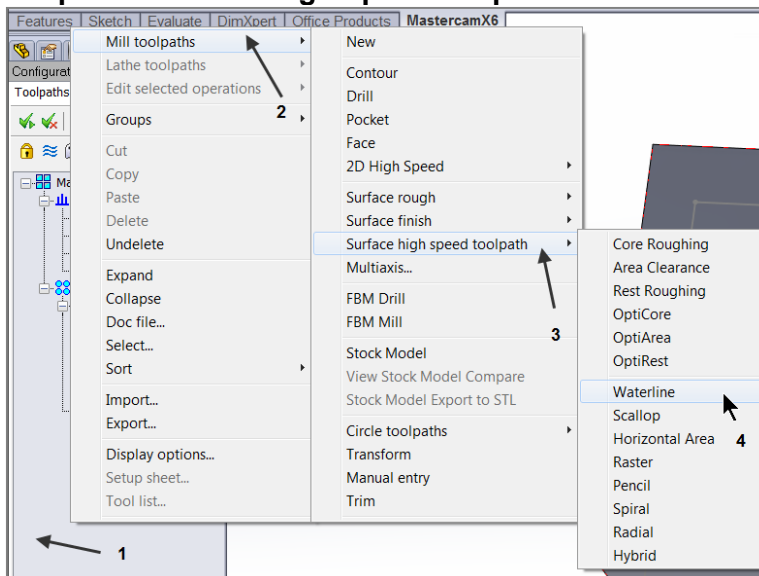 Features Sketch Evaluate DimXpert Office Products MastercamX6
Configurat
Toolpaths
Ma
Mill toolpaths
Lathe toolpaths
Edit selected operations
2
Groups
Cut
Copy
Paste
Delete
Undelete
Expand
Collapse
Doc file...
Select...
Sort
Import...
Export...
Display options...
Setup sheet...
Tool list...
1
New
Contour
Drill
Pocket
Face
2D High Speed
Surface rough
Surface finish
Surface high speed toolpath
Multiaxis...
FBM Drill
FBM Mill
3
Stock Model
View Stock Model Compare
Stock Model Export to STL
Circle toolpaths
Transform
Manual entry
Trim
Core Roughing
Area Clearance
Rest Roughing
OptiCore
OptiArea
OptiRest
Waterline
Scallop
Horizontal Area 4
Raster
Pencil
Spiral
Radial
Hybrid